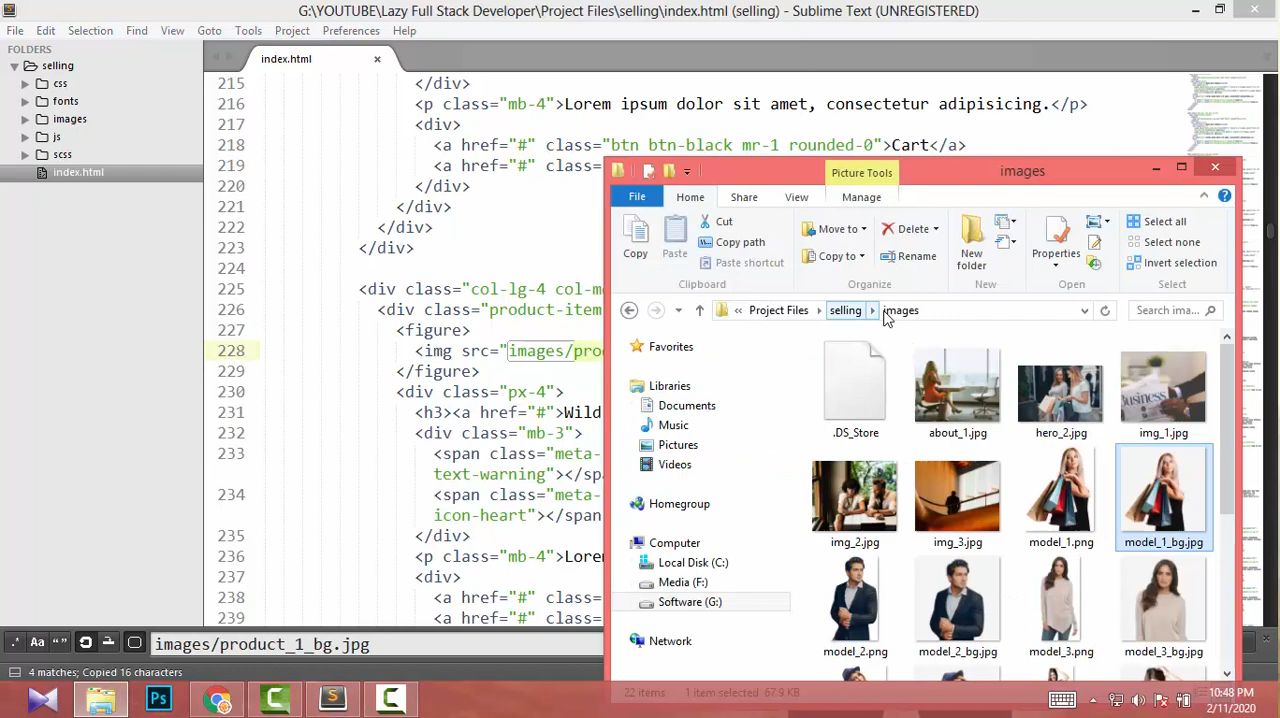 G:\YOUTUBE\Lazy Full Stack Developer\Project Files\selling\index.html (selling) - Sublime Text (UNREGISTERED)
File Edit Selection Find View Goto Tools Project Preferences Help
FOLDERS
selling
css
fonts
images
js
scss
index.html
index.html
215 </div>
216 <p class="mb-4">Lorem ipsum dolor sit amet, consectetur adipisicing.</p>
217 <div>
218 <a href="#" class="btn btn-black mr-1 rounded-0">Cart</a>
219 <a href="#" class=
220 </div>
221 </div>
222 </div>
223 </div>
224
225 <div class="col-lg-4 col-m
226 <div class="product-item
227 <figure>
228 <img src="images/prod
229 </figure>
230 <div class="px-4">
231 <h3><a href="#">Wild
232 <div class="mb-3">
233 <span class="meta-
text-warning"></sp
234 <span class="meta-
icon-heart"></span
235 </div>
236 <p class="mb-4">Lore
237 <div>
238 <a href="#" class=
239 <a href="#" class=
images/product_1_bg.jpg
4 matches; Copied 16 characters
Picture Tools
images
File Home Share View Manage
Copy
Paste
Cut
Copy path
Paste shortcut
Clipboard
Move to
Copy to
Delete
Rename
Organize
New folder
New
Properties
Open
Select all
Select none
Invert selection
Select
« Project Files selling images
Search ima...
Favorites
Libraries
Documents
Music
Pictures
Videos
Homegroup
Computer
Local Disk (C:)
Media (F:)
Software (G:)
Network
.DS_Store
about_1.jpg
hero_2.jpg
img_1.jpg
Business
img_2.jpg
img_3.jpg
model_1.png
model_1_bg.jpg
model_2.png
model_2_bg.jpg
model_3.png
model_3_bg.jpg
22 items 1 item selected 67.9 KB
Ps
10:48 PM
2/11/2020